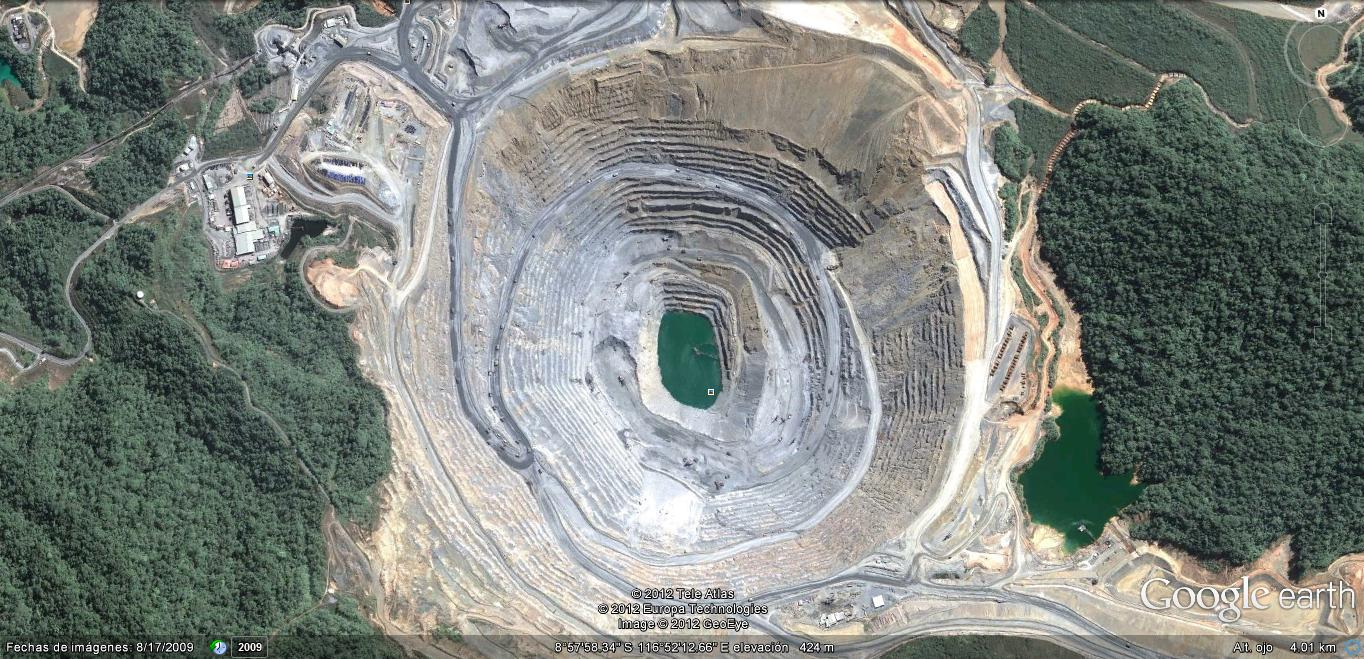 N
© 2012 Tele Atlas
© 2012 Europa Technologies
Image © 2012 GeoEye
Google earth
Fechas de imágenes: 8/17/2009 2009 8°57'58.34" S 116°52'12.66" E elevación 424 m Alt. ojo 4.01 km